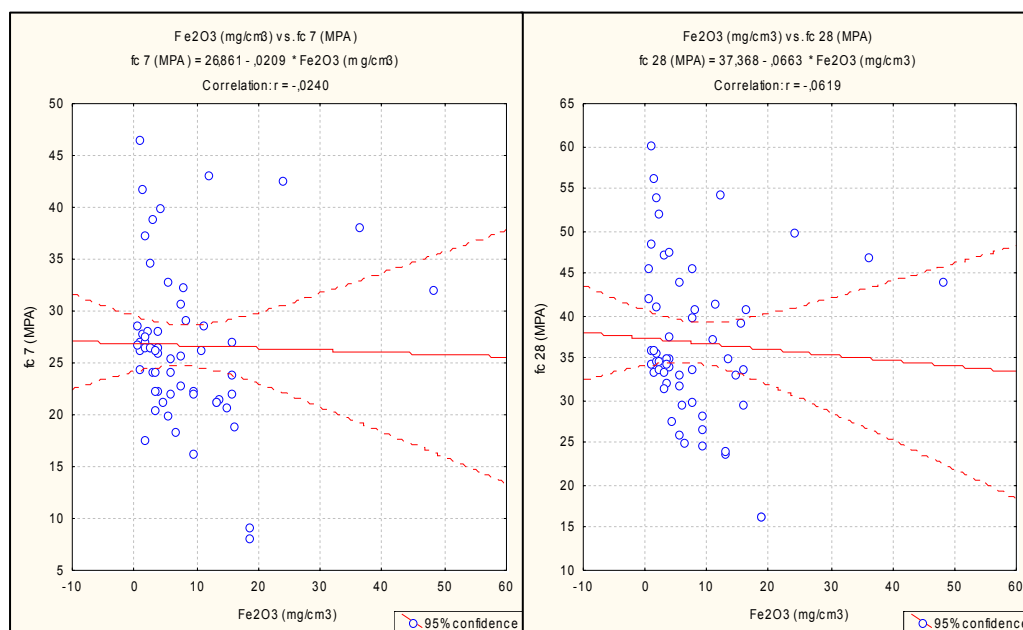 Fe2O3 (mg/cm³) vs. fc 7 (MPA)
fc 7 (MPA) = 26,861 - ,0209 * Fe2O3 (mg/cm³)
Correlation: r = -,0240
50
45
40
35
30
25
20
15
10
5
fc 7 (MPA)
-10 0 10 20 30 40 50 60
Fe2O3 (mg/cm3)
95% confidence
Fe2O3 (mg/cm³) vs. fc 28 (MPA)
fc 28 (MPA) = 37,368 - ,0663 * Fe2O3 (mg/cm³)
Correlation: r = -,0619
65
60
55
50
45
40
35
30
25
20
15
10
fc 28 (MPA)
-10 0 10 20 30 40 50 60
Fe2O3 (mg/cm3)
95% confidence